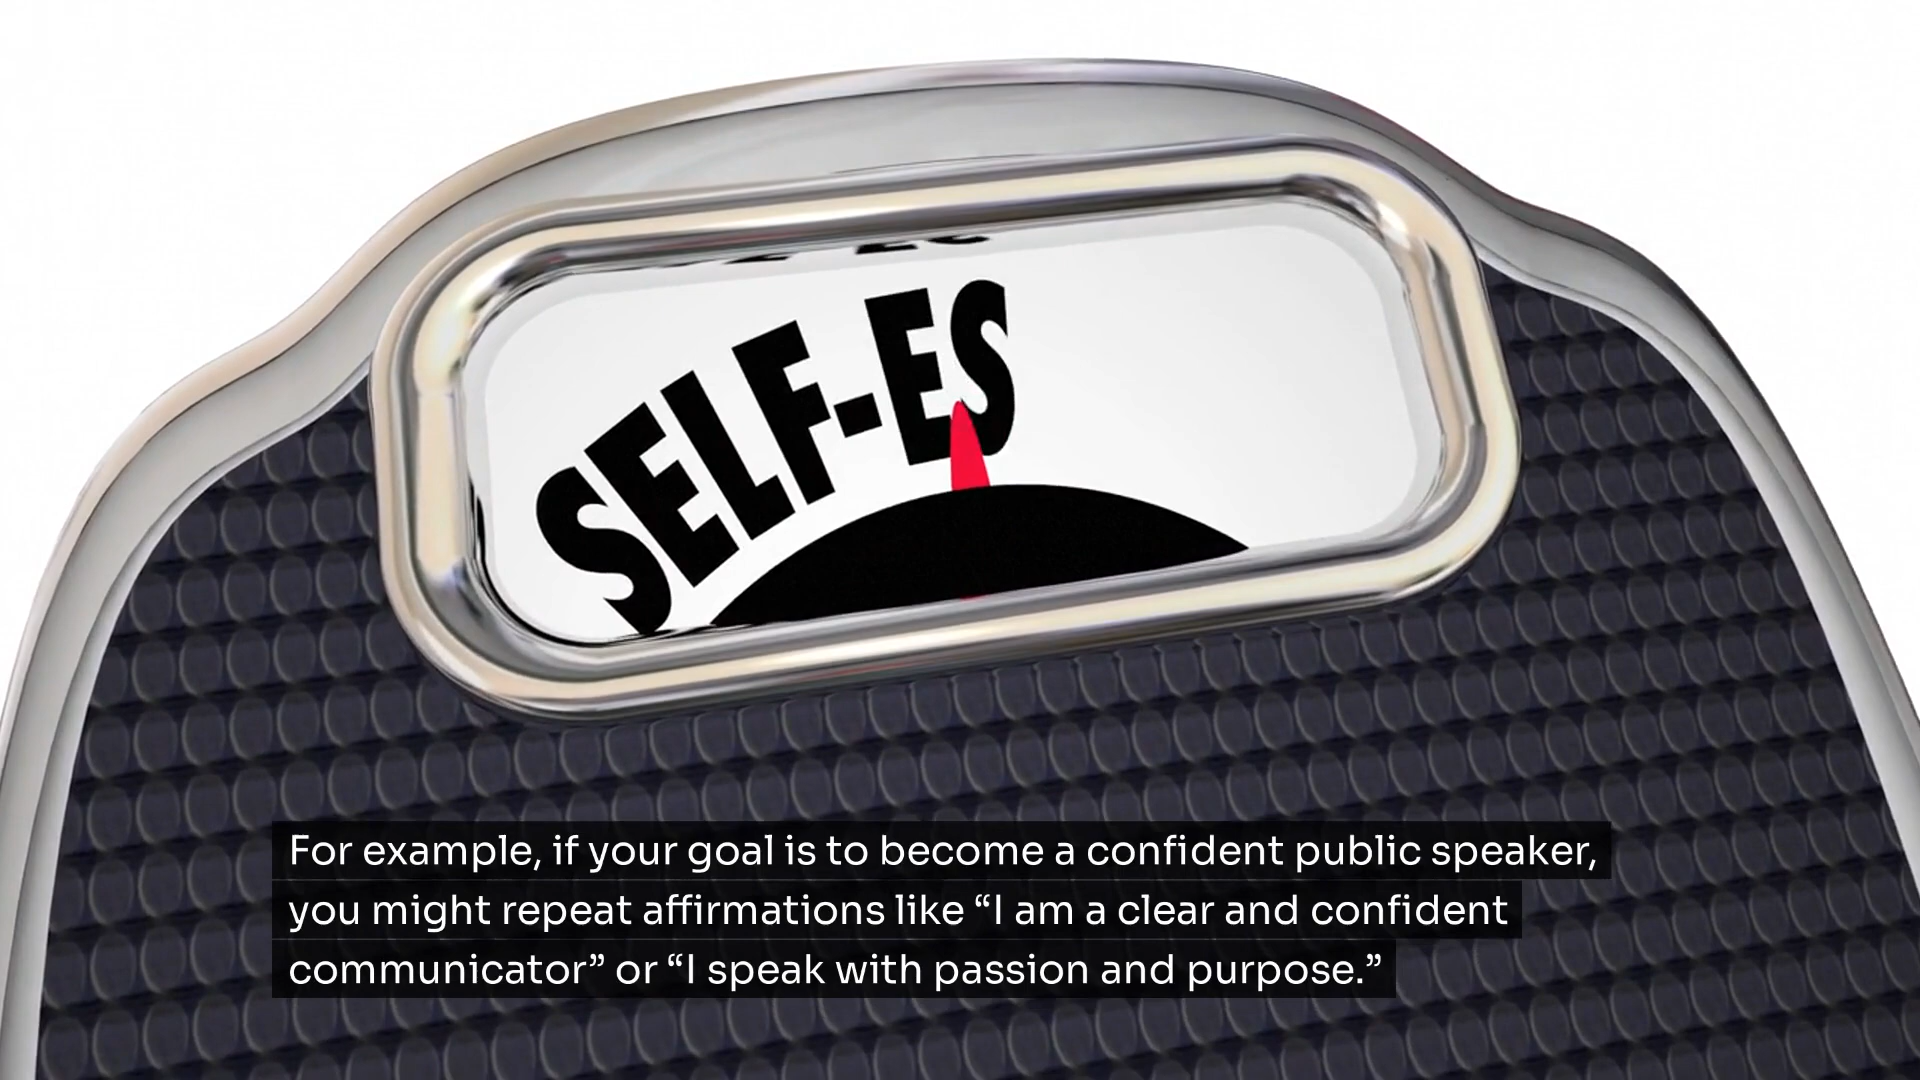 SELF-ES
For example, if your goal is to become a confident public speaker,
you might repeat affirmations like “I am a clear and confident
communicator” or “I speak with passion and purpose.”